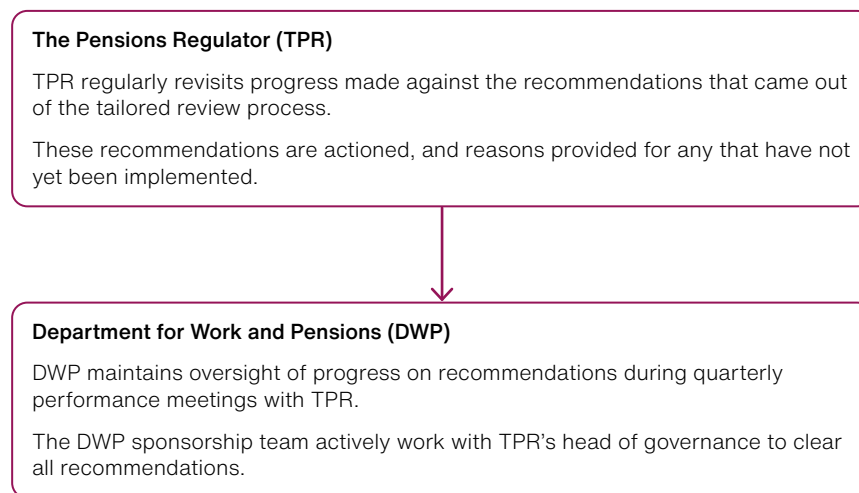 The Pensions Regulator (TPR)
TPR regularly revisits progress made against the recommendations that came out
of the tailored review process.
These recommendations are actioned, and reasons provided for any that have not
yet been implemented.
Department for Work and Pensions (DWP)
DWP maintains oversight of progress on recommendations during quarterly
performance meetings with TPR.
The DWP sponsorship team actively work with TPR’s head of governance to clear
all recommendations.